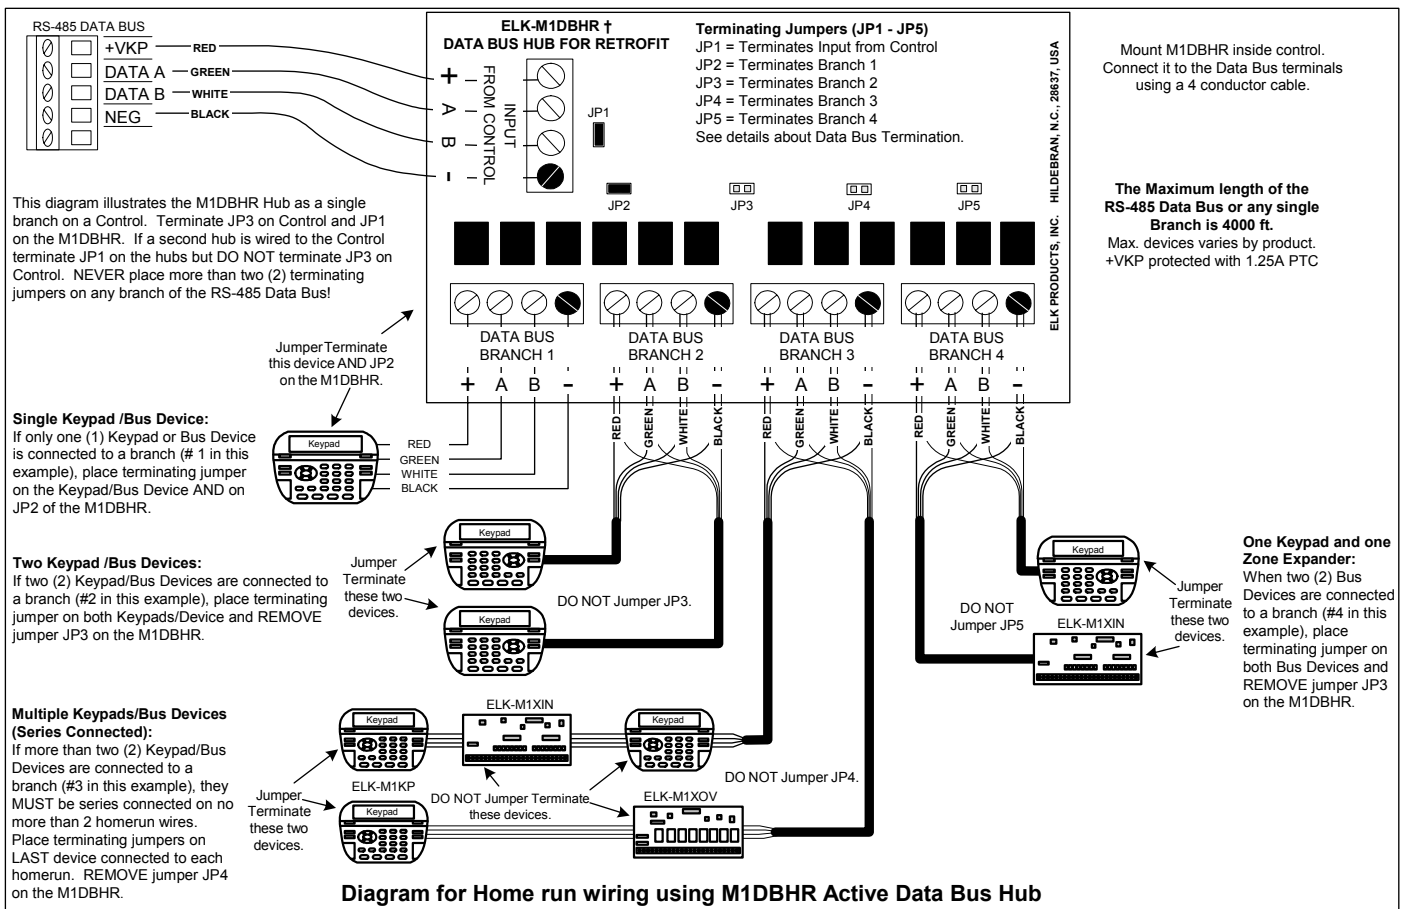 RS-485 DATA BUS
+VKP
RED
DATA A
GREEN
DATA B
WHITE
NEG
BLACK
ELK-M1DBHR †
DATA BUS HUB FOR RETROFIT
+
A
B
-
FROM CONTROL
INPUT
JP1
Terminating Jumpers (JP1 - JP5)
JP1 = Terminates Input from Control
JP2 = Terminates Branch 1
JP3 = Terminates Branch 2
JP4 = Terminates Branch 3
JP5 = Terminates Branch 4
See details about Data Bus Termination.
ELK PRODUCTS, INC. HILDEBRAN, N.C., 28637, USA
Mount M1DBHR inside control.
Connect it to the Data Bus terminals
using a 4 conductor cable.
The Maximum length of the
RS-485 Data Bus or any single
Branch is 4000 ft.
Max. devices varies by product.
+VKP protected with 1.25A PTC
This diagram illustrates the M1DBHR Hub as a single
branch on a Control. Terminate JP3 on Control and JP1
on the M1DBHR. If a second hub is wired to the Control
terminate JP1 on the hubs but DO NOT terminate JP3 on
Control. NEVER place more than two (2) terminating
jumpers on any branch of the RS-485 Data Bus!
JP2
JP3
JP4
JP5
DATA BUS
BRANCH 1
DATA BUS
BRANCH 2
DATA BUS
BRANCH 3
DATA BUS
BRANCH 4
+ A B -
+ A B -
+ A B -
+ A B -
RED
GREEN
WHITE
BLACK
RED
GREEN
WHITE
BLACK
RED
GREEN
WHITE
BLACK
Jumper Terminate
this device AND JP2
on the M1DBHR.
Single Keypad /Bus Device:
If only one (1) Keypad or Bus Device
is connected to a branch (# 1 in this
example), place terminating jumper
on the Keypad/Bus Device AND on
JP2 of the M1DBHR.
Keypad
RED
GREEN
WHITE
BLACK
Two Keypad /Bus Devices:
If two (2) Keypad/Bus Devices are connected to
a branch (#2 in this example), place terminating
jumper on both Keypads/Device and REMOVE
jumper JP3 on the M1DBHR.
Jumper
Terminate
these two
devices.
Keypad
Keypad
DO NOT Jumper JP3.
DO NOT
Jumper JP5
Keypad
ELK-M1XIN
Jumper
Terminate
these two
devices.
One Keypad and one
Zone Expander:
When two (2) Bus
Devices are connected
to a branch (#4 in this
example), place
terminating jumper on
both Bus Devices and
REMOVE jumper JP3
on the M1DBHR.
Multiple Keypads/Bus Devices
(Series Connected):
If more than two (2) Keypad/Bus
Devices are connected to a
branch (#3 in this example), they
MUST be series connected on no
more than 2 homerun wires.
Place terminating jumpers on
LAST device connected to each
homerun. REMOVE jumper JP4
on the M1DBHR.
Jumper
Terminate
these two
devices.
Keypad
ELK-M1XIN
Keypad
ELK-M1KP
Keypad
DO NOT Jumper Terminate
these devices.
ELK-M1XOV
DO NOT Jumper JP4.
Diagram for Home run wiring using M1DBHR Active Data Bus Hub